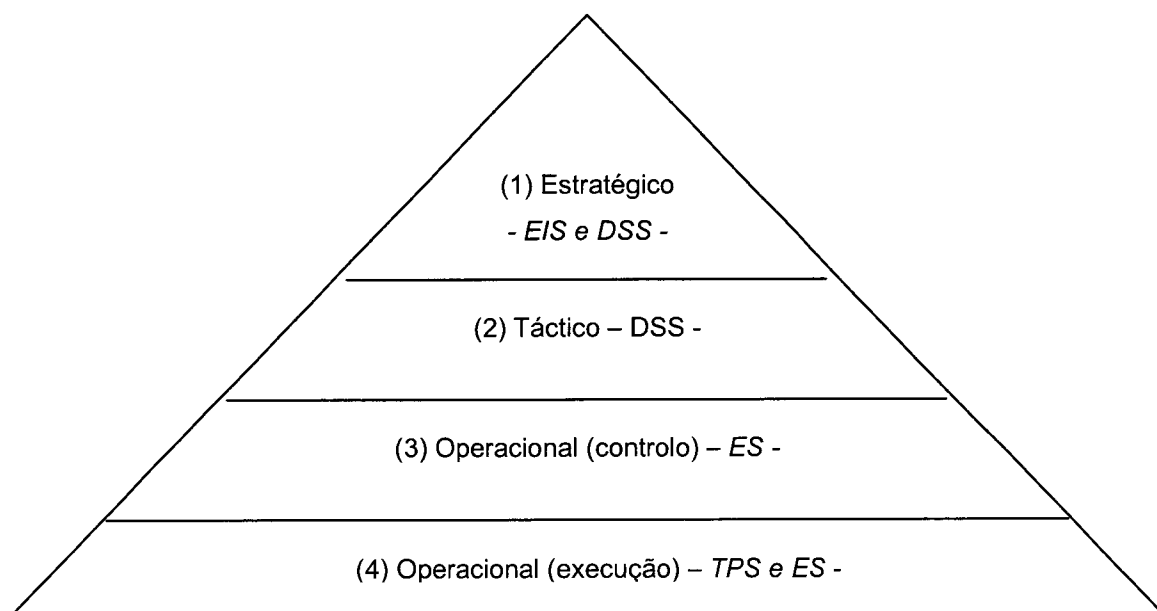 (1) Estratégico
- EIS e DSS -
(2) Táctico – DSS -
(3) Operacional (controlo) – ES -
(4) Operacional (execução) – TPS e ES -